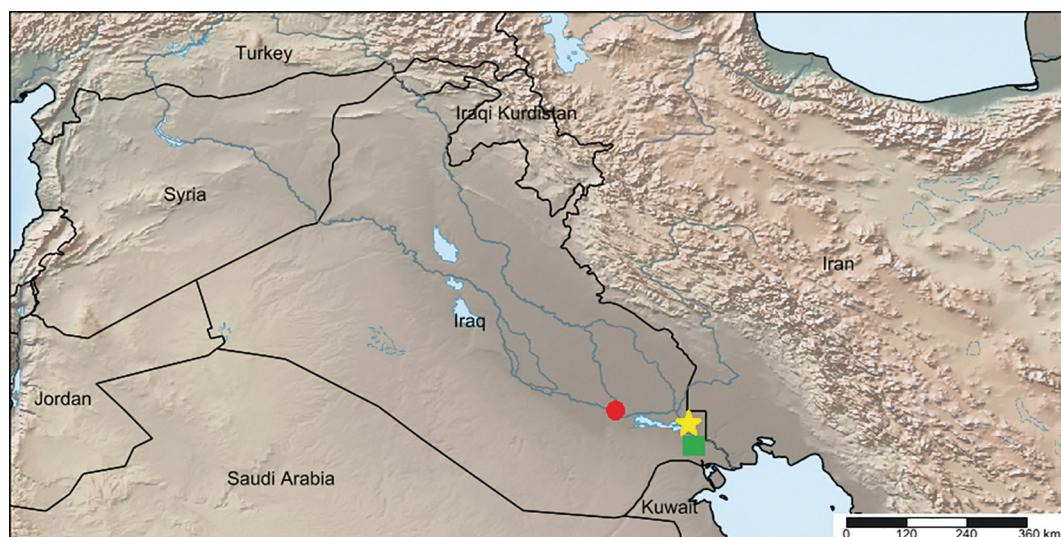 Turkey
Iraqi Kurdistan
Syria
Iran
Iraq
Jordan
Saudi Arabia
Kuwait
0 120 240 360 km